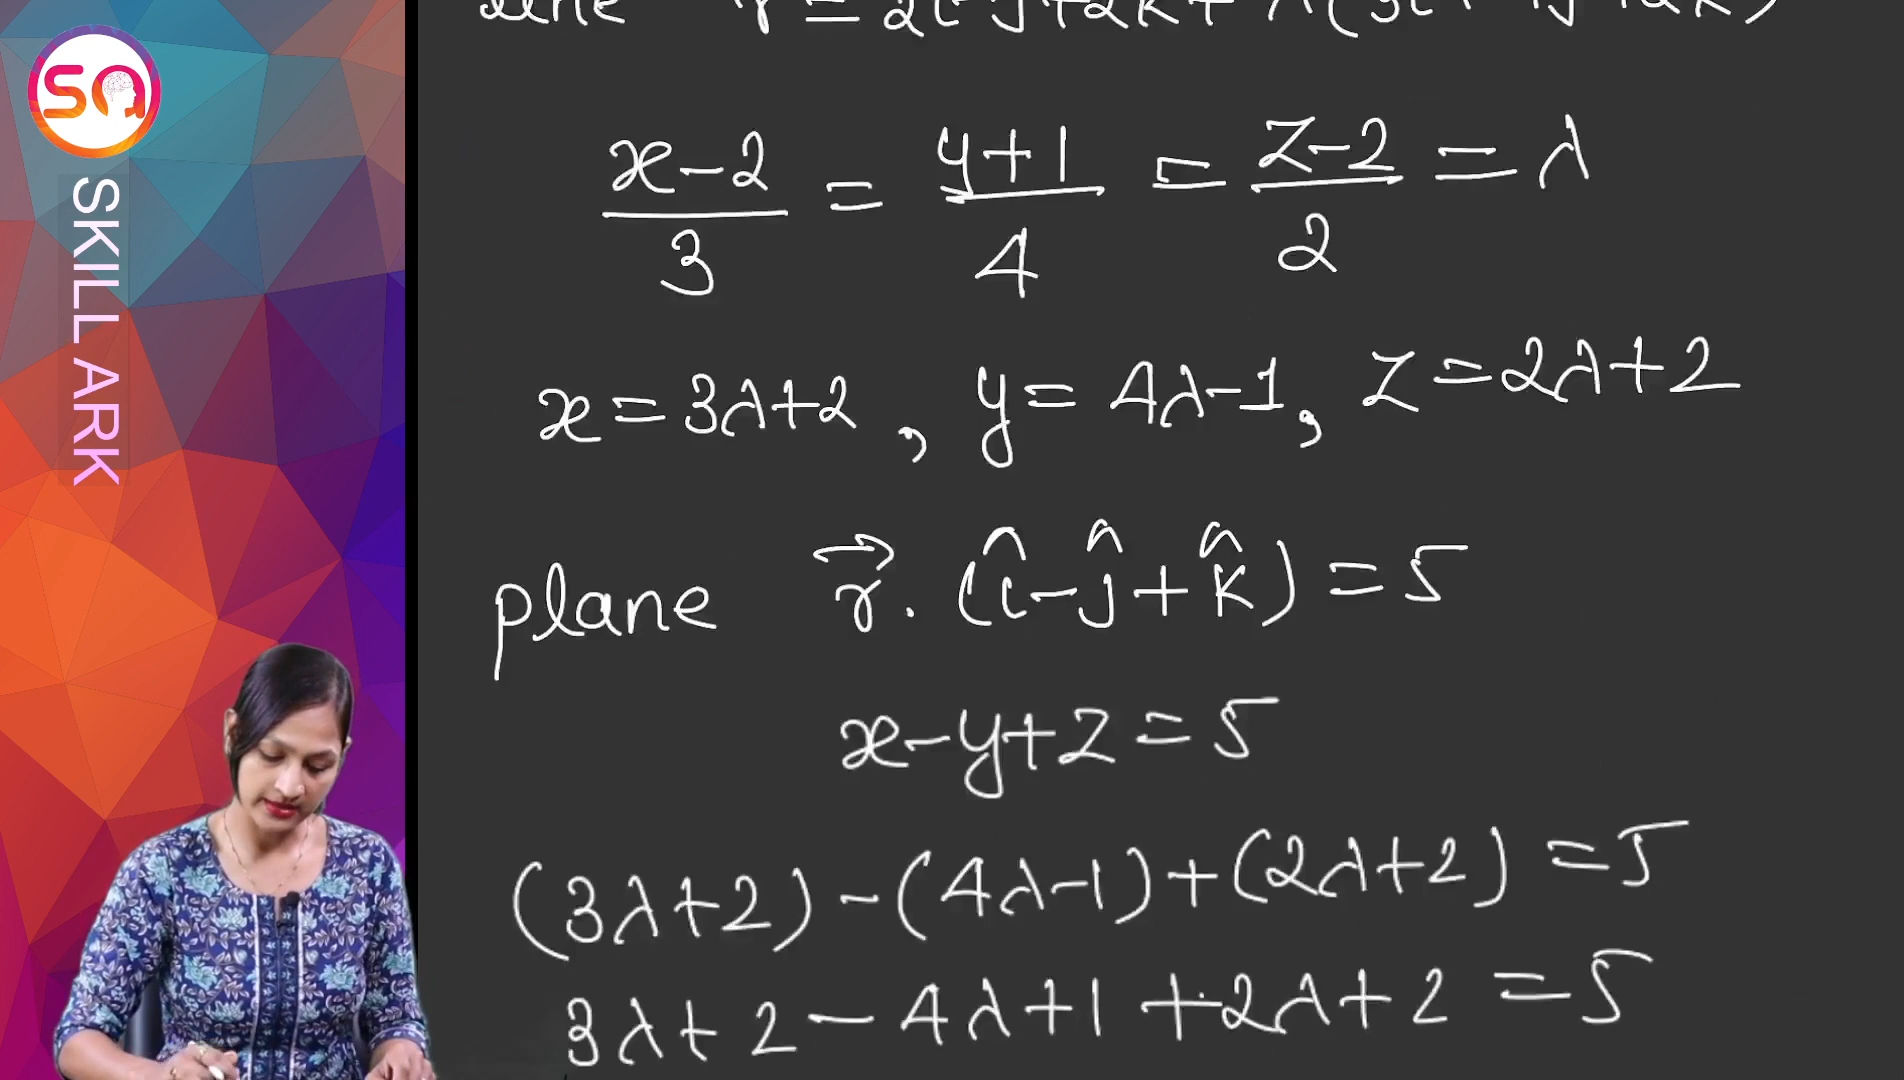 SA
SKILL ARK
x-2/3 = y+1/4 = z-2/2 = λ
x = 3λ+2 , y = 4λ-1, z = 2λ+2
plane r⃗. (î-ĵ+k̂) = 5
x-y+z = 5
(3λ+2) - (4λ-1) + (2λ+2) = 5
3λ+2 - 4λ+1 +2λ+2 = 5